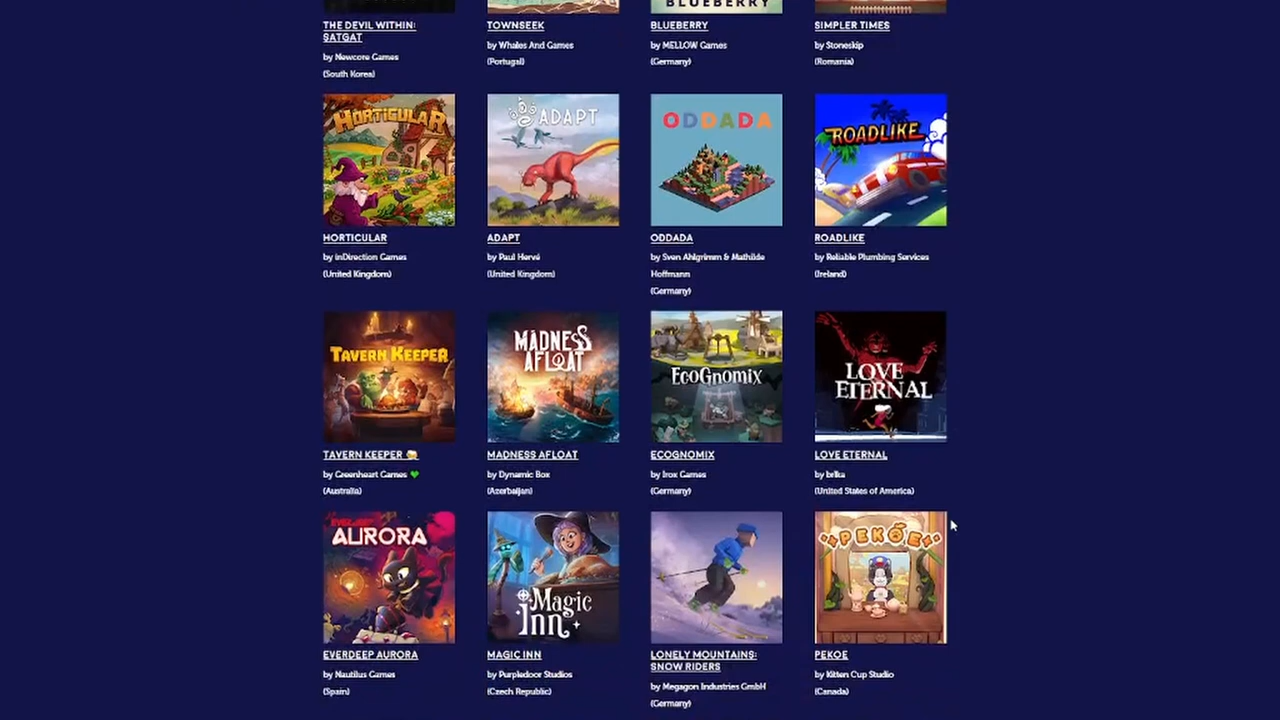 BLUEBERRY
THE DEVIL WITHIN:
SATGAT
by Newcore Games
(South Korea)
TOWNSEEK
by Whales And Games
(Portugal)
BLUEBERRY
by MELLOW Games
(Germany)
SIMPLER TIMES
by Stoneskip
(Romania)
HORTICULAR
ADAPT
ODDADA
ROADLIKE
HORTICULAR
by inDirection Games
(United Kingdom)
ADAPT
by Paul Hervé
(United Kingdom)
ODDADA
by Sven Ahlgrimm & Mathilde
Hoffmann
(Germany)
ROADLIKE
by Reliable Plumbing Services
(Ireland)
TAVERN KEEPER
MADNESS
AFLOAT
ECOGNOMIX
LOVE
ETERNAL
TAVERN KEEPER
by Greenheart Games 💚
(Australia)
MADNESS AFLOAT
by Dynamic Box
(Azerbaijan)
ECOGNOMIX
by Irox Games
(Germany)
LOVE ETERNAL
by brlka
(United States of America)
EVERDEEP
AURORA
Magic
Inn
PEKOE
EVERDEEP AURORA
by Nautilus Games
(Spain)
MAGIC INN
by Purpledoor Studios
(Czech Republic)
LONELY MOUNTAINS:
SNOW RIDERS
by Megagon Industries GmbH
(Germany)
PEKOE
by Kitten Cup Studio
(Canada)